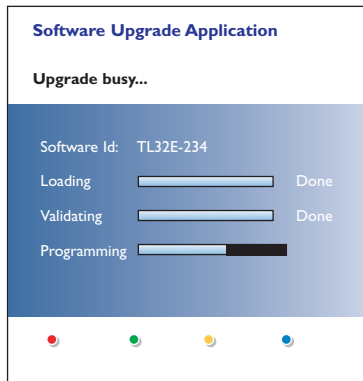 Software Upgrade Application
Upgrade busy...
Software Id: TL32E-234
Loading Done
Validating Done
Programming